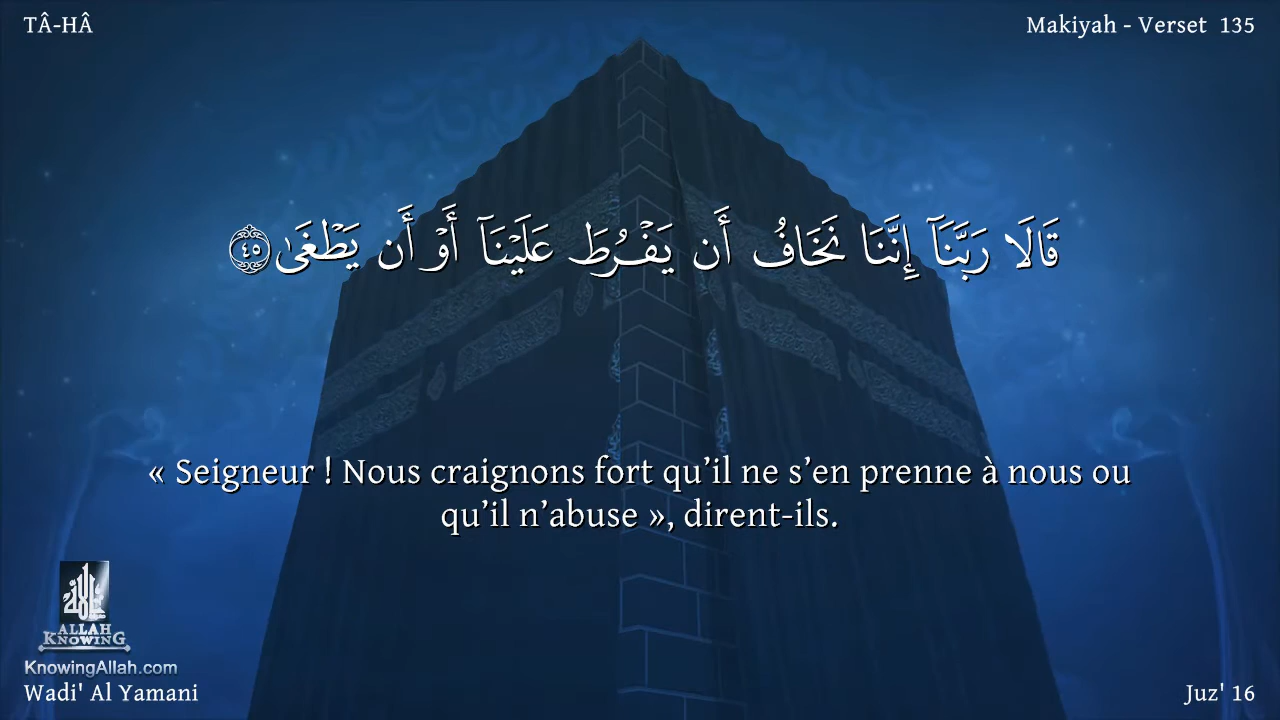 TÂ-HÂ
Makiyah - Verset 135
قَالَا رَبَّنَآ إِنَّنَا نَخَافُ أَن يَفْرُطَ عَلَيْنَآ أَوْ أَن يَطْغَىٰ ٤٥
« Seigneur ! Nous craignons fort qu’il ne s’en prenne à nous ou
qu’il n’abuse », dirent-ils.
ALLAH
KNOWING
KnowingAllah.com
Wadi' Al Yamani
Juz' 16